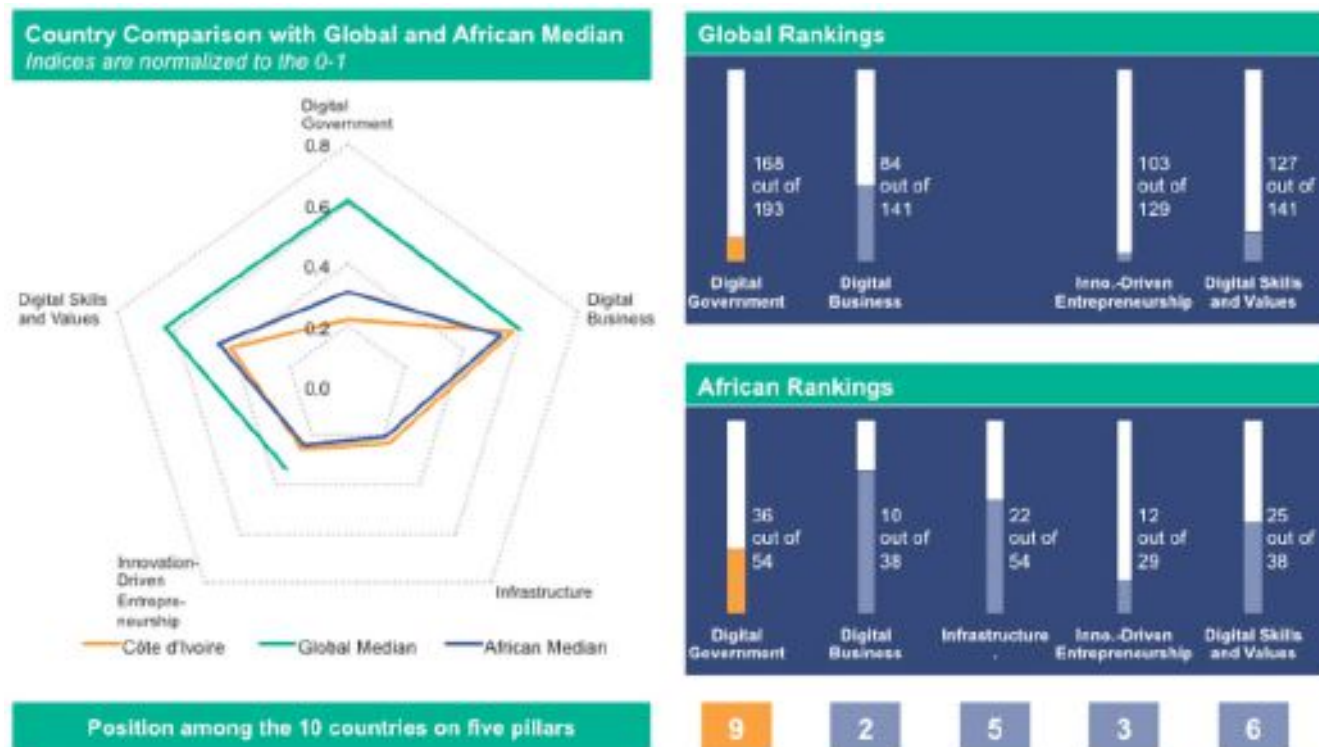 Country Comparison with Global and African Median
Indices are normalized to the 0-1
Digital
Government
0.8
0.6
0.4
0.2
0.0
Digital Skills
and Values
Digital
Business
Innovation-
Driven
Entrepre-
neurship
Infrastructure
Côte d'Ivoire
Global Median
African Median
Global Rankings
168
out of
193
84
out of
141
103
out of
129
127
out of
141
Digital
Government
Digital
Business
Inno.-Driven
Entrepreneurship
Digital Skills
and Values
African Rankings
36
out of
54
10
out of
38
22
out of
54
12
out of
29
25
out of
38
Digital
Government
Digital
Business
Infrastructure
.
Inno.-Driven
Entrepreneurship
Digital Skills
and Values
Position among the 10 countries on five pillars
9
2
5
3
6